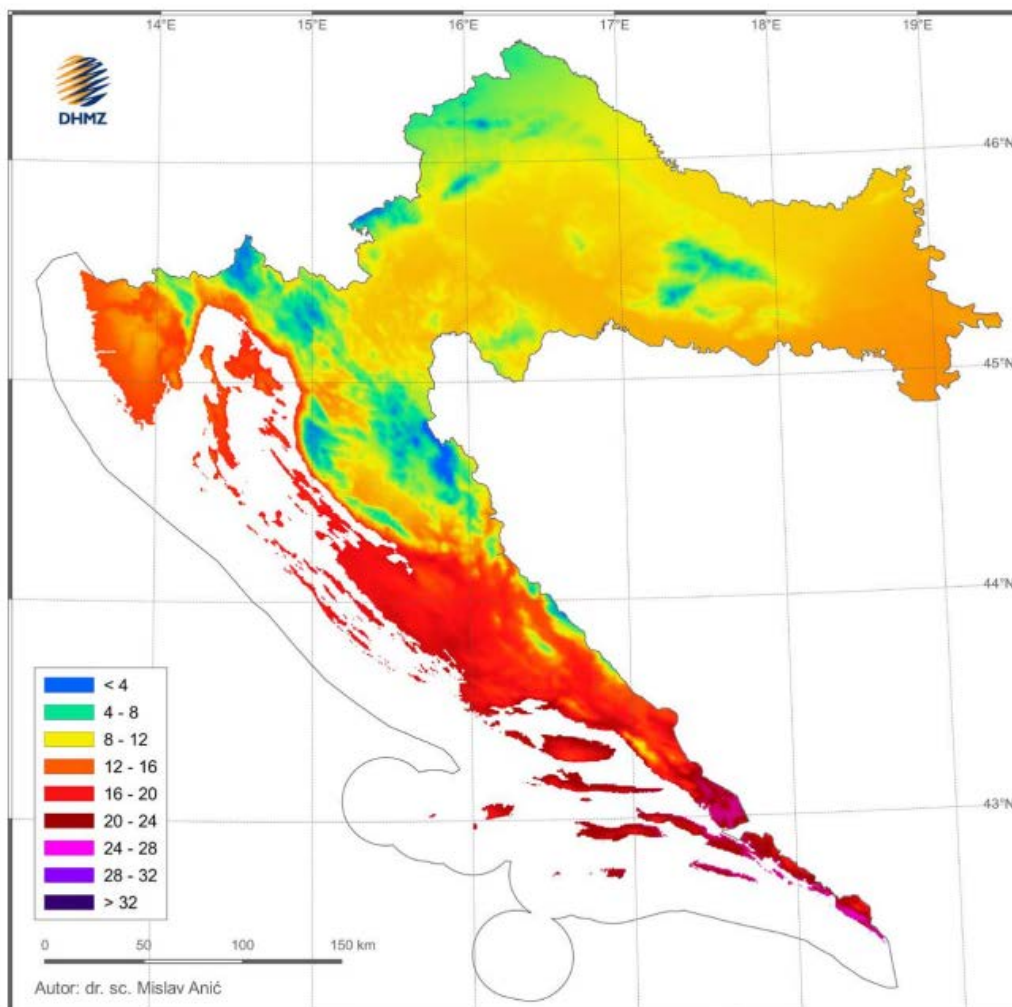 14°E 15°E 16°E 17°E 18°E 19°E
DHMZ
46°N
45°N
44°N
43°N
< 4
4 - 8
8 - 12
12 - 16
16 - 20
20 - 24
24 - 28
28 - 32
> 32
0 50 100 150 km
Autor: dr. sc. Mislav Anić